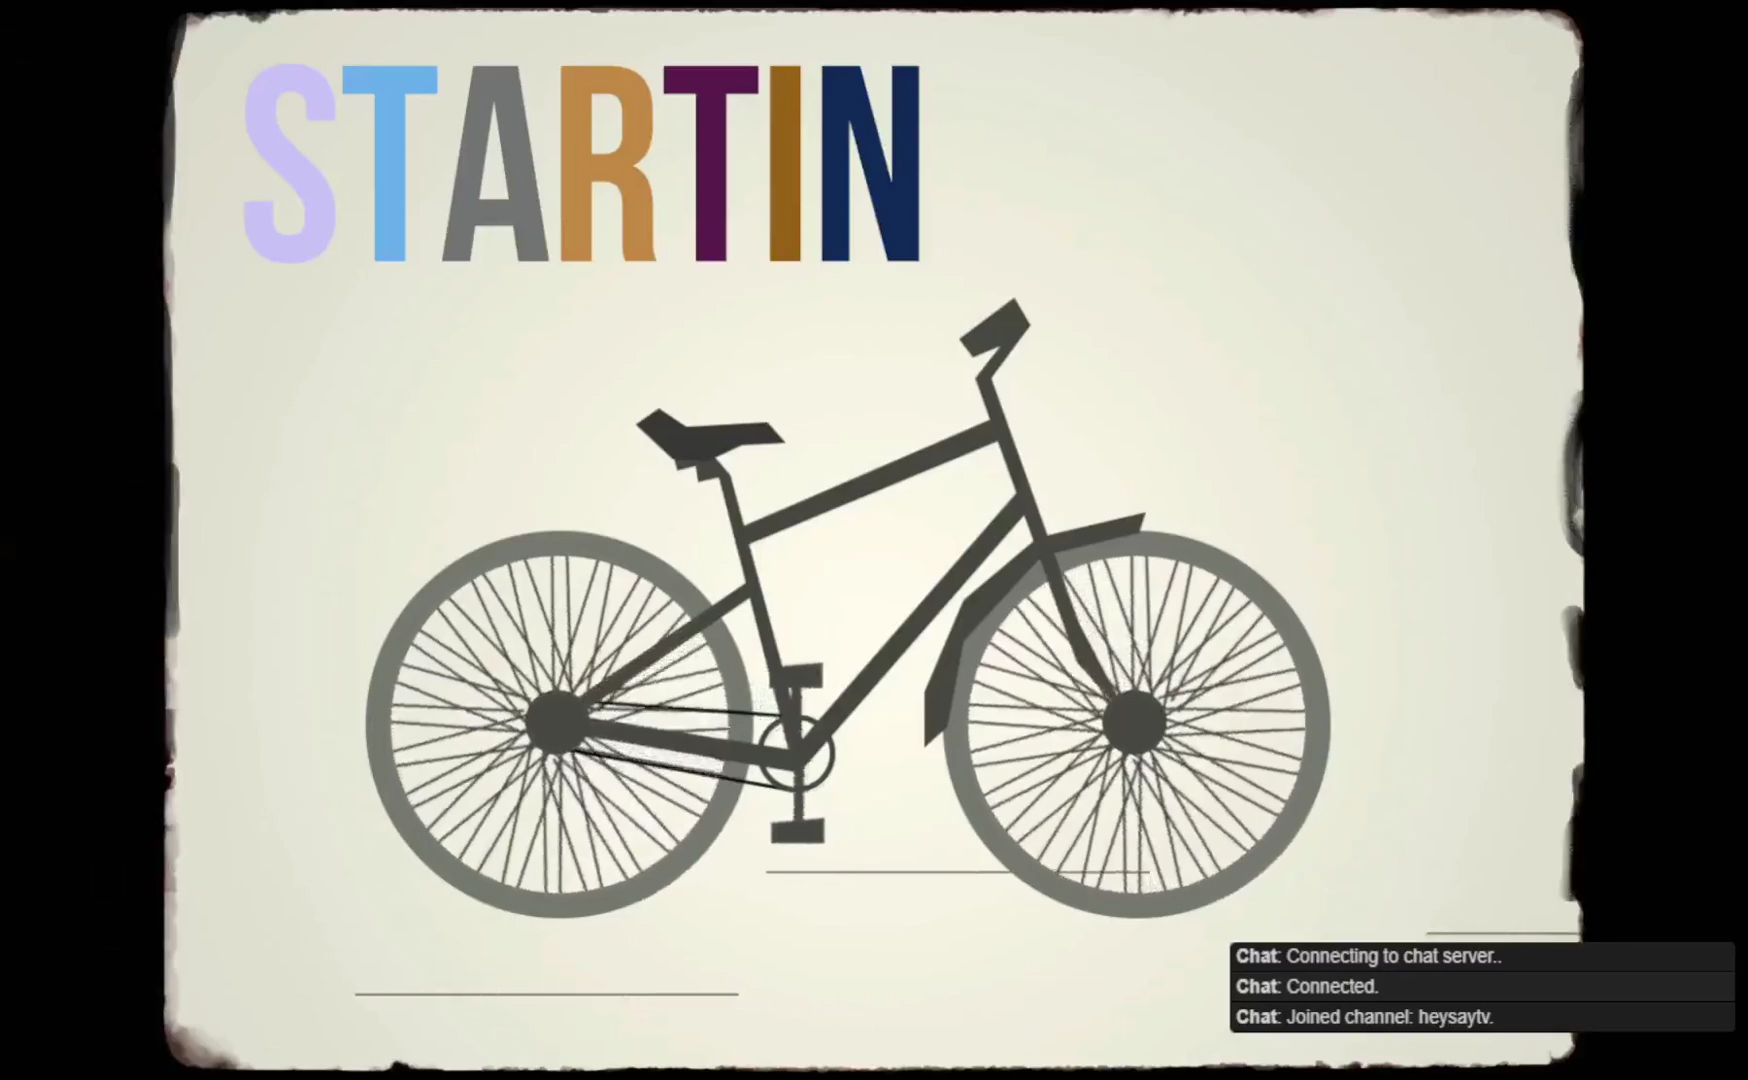 STARTIN
Chat: Connecting to chat server..
Chat: Connected.
Chat: Joined channel: heysaytv.